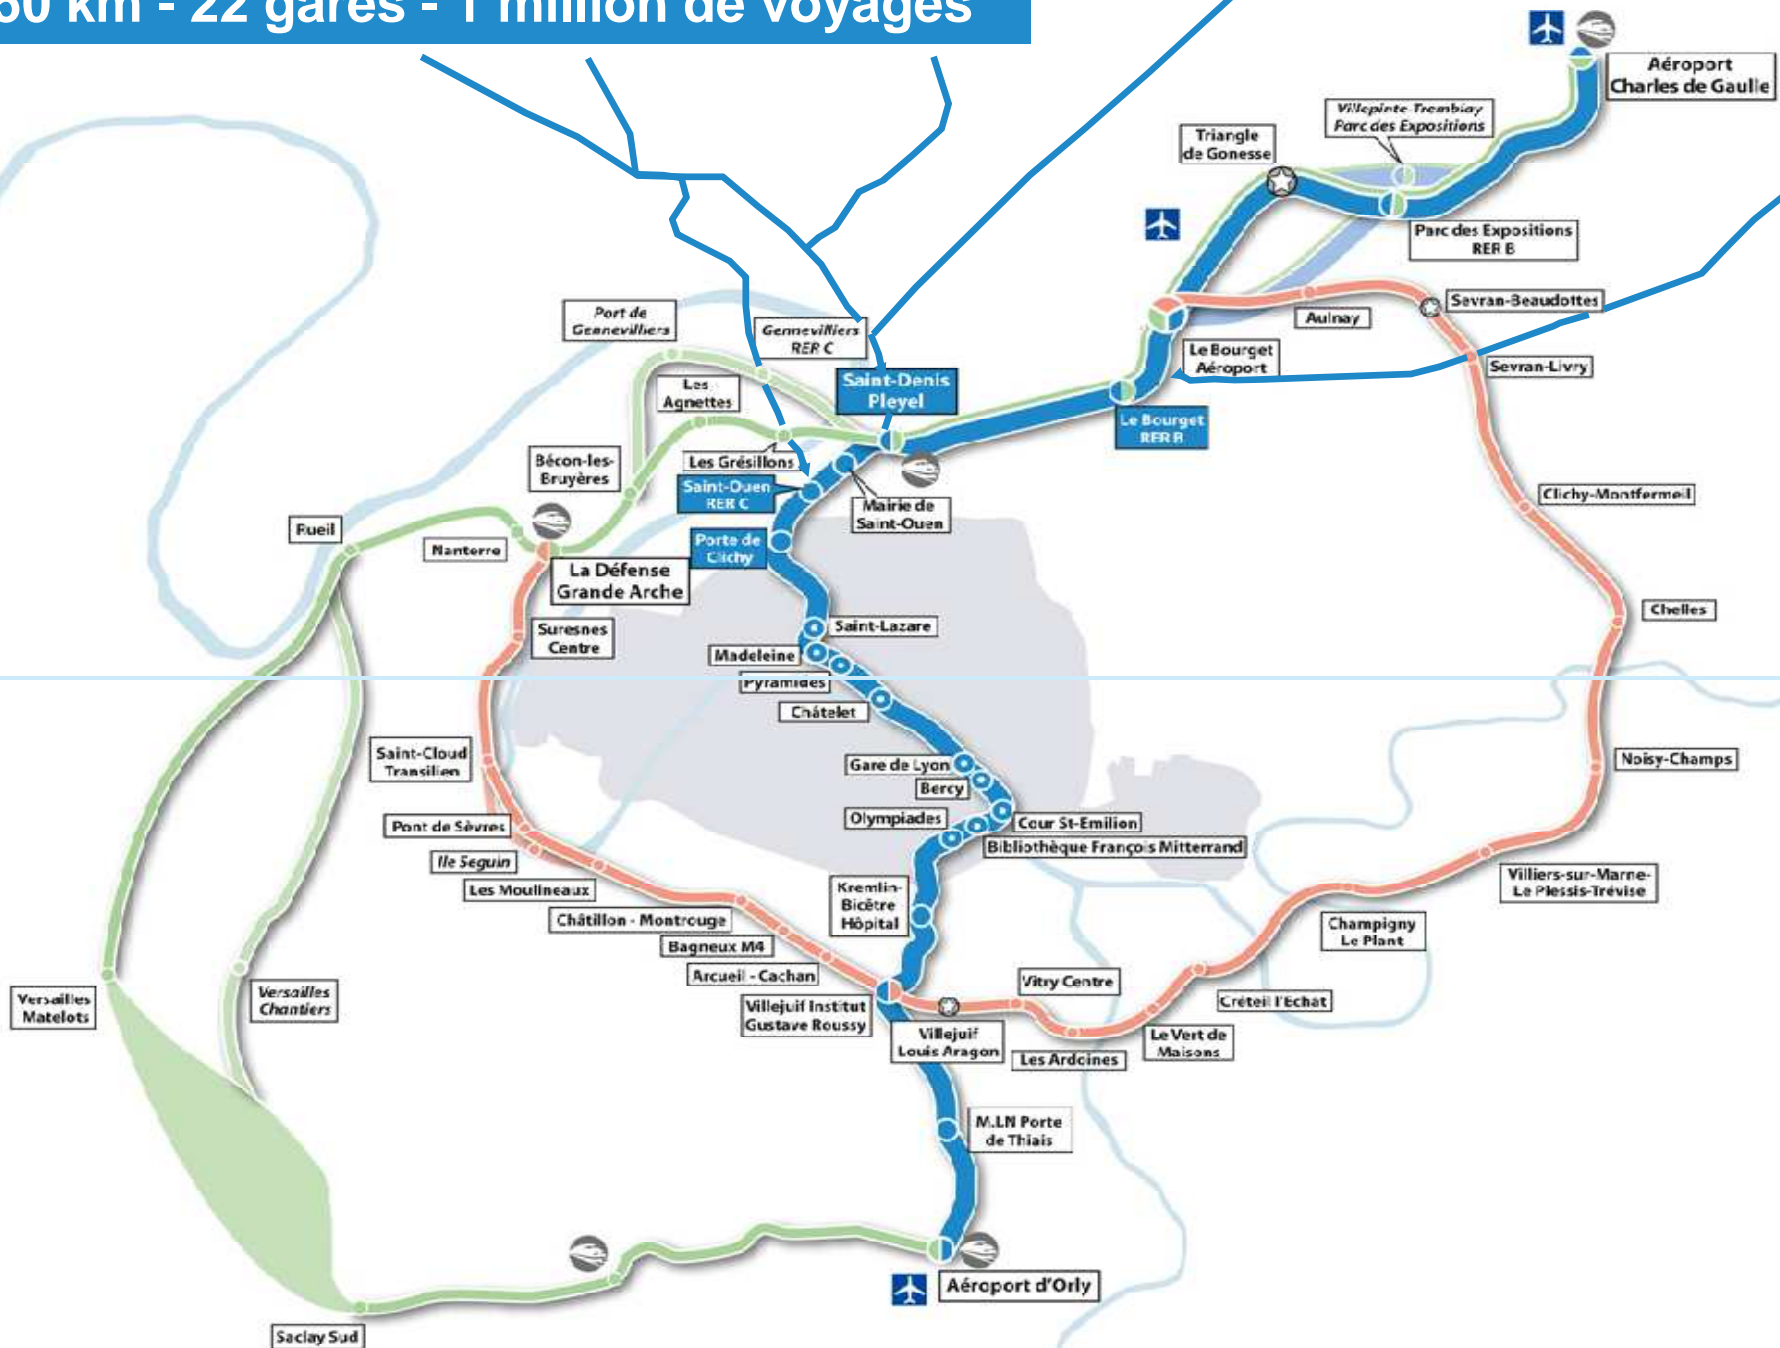 60 km - 22 gares - 1 million de voyages
Aéroport
Charles de Gaulle
Villepinte-Tremblay
Parc des Expositions
Triangle
de Gonesse
Parc des Expositions
RER B
Sevran-Beaudottes
Aulnay
Port de
Gennevilliers
Gennevilliers
RER C
Le Bourget
Aéroport
Sevran-Livry
Saint-Denis
Pleyel
Les
Agnettes
Le Bourget
RER B
Bécon-les-
Bruyères
Les Grésillons
Saint-Ouen
RER C
Mairie de
Saint-Ouen
Clichy-Montfermeil
Rueil
Nanterre
Porte de
Clichy
La Défense
Grande Arche
Chelles
Suresnes
Centre
Saint-Lazare
Madeleine
Pyramides
Châtelet
Saint-Cloud
Transilien
Gare de Lyon
Bercy
Noisy-Champs
Pont de Sèvres
Olympiades
Cour St-Emilion
Bibliothèque François Mitterrand
Ile Seguin
Les Moulineaux
Kremlin-
Bicêtre
Hôpital
Villiers-sur-Marne-
Le Plessis-Trévise
Châtillon - Montrouge
Champigny
Le Plant
Bagneux M4
Arcueil - Cachan
Vitry Centre
Versailles
Matelots
Versailles
Chantiers
Villejuif Institut
Gustave Roussy
Créteil l'Echat
Villejuif
Louis Aragon
Les Ardoines
Le Vert de
Maisons
M.I.N Porte
de Thiais
Aéroport d'Orly
Saclay Sud